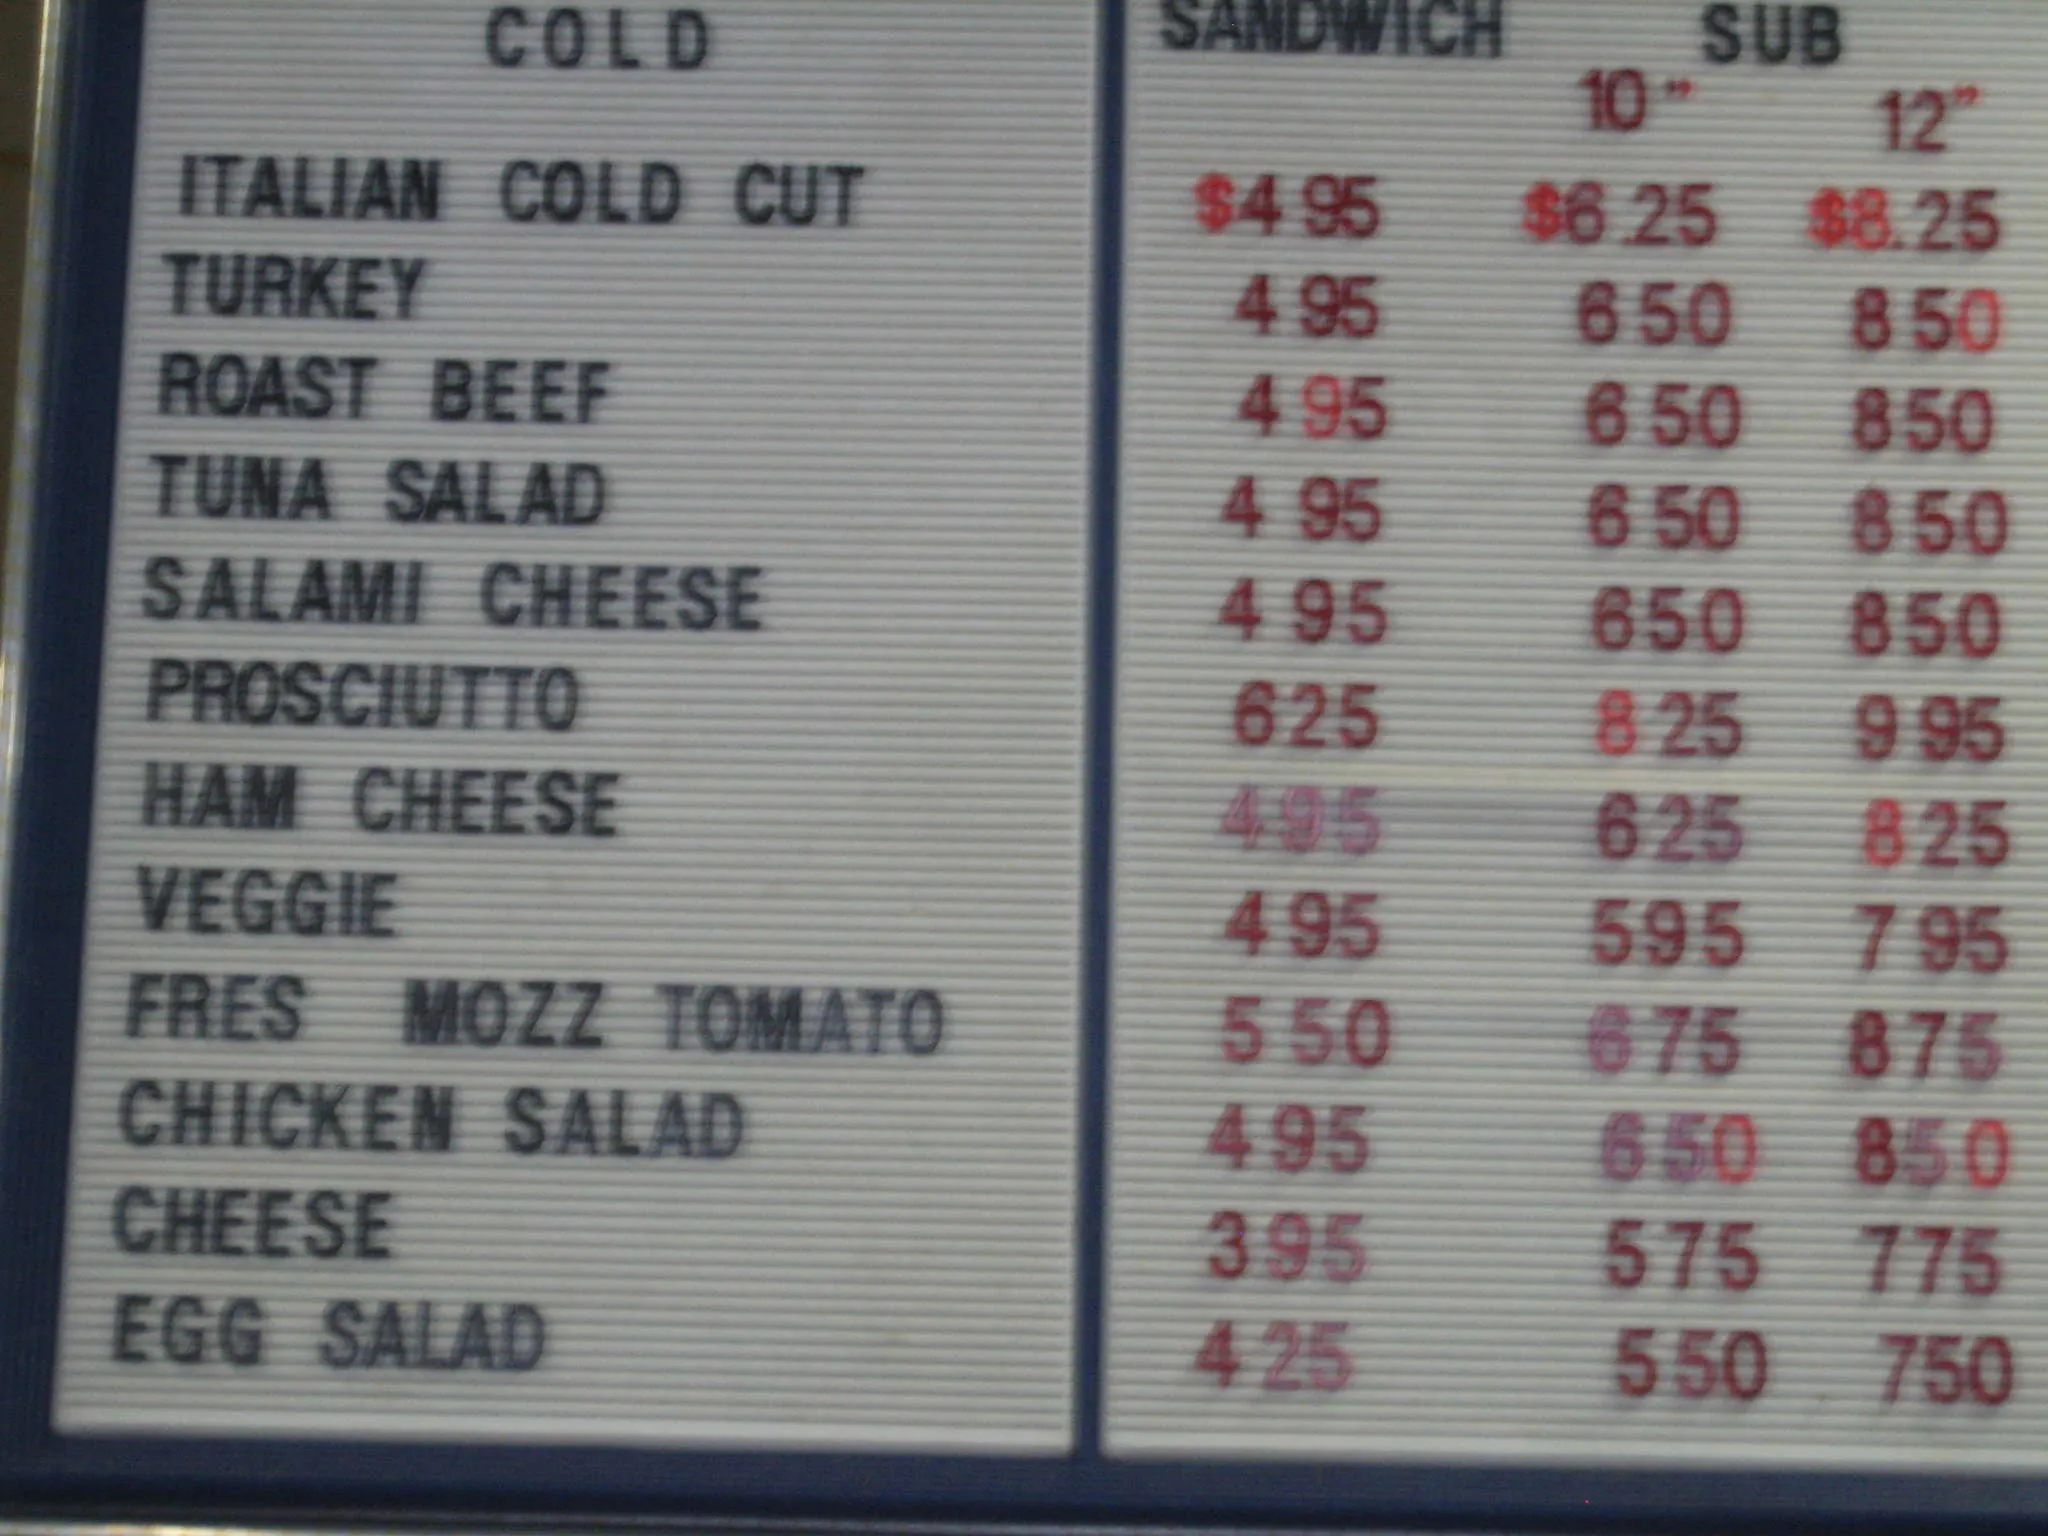 COLD SANDWICH SUB
10" 12"
ITALIAN COLD CUT $4 95 $6.25 $8.25
TURKEY 4 95 6 50 8 50
ROAST BEEF 4 95 6 50 8 50
TUNA SALAD 4 95 6 50 8 50
SALAMI CHEESE 4 95 6 50 8 50
PROSCIUTTO 6 25 8 25 9 95
HAM CHEESE 4 95 6 25 8 25
VEGGIE 4 95 5 95 7 95
FRES MOZZ TOMATO 5 50 6 75 8 75
CHICKEN SALAD 4 95 6 50 8 50
CHEESE 3 95 5 75 7 75
EGG SALAD 4 25 5 50 7 50